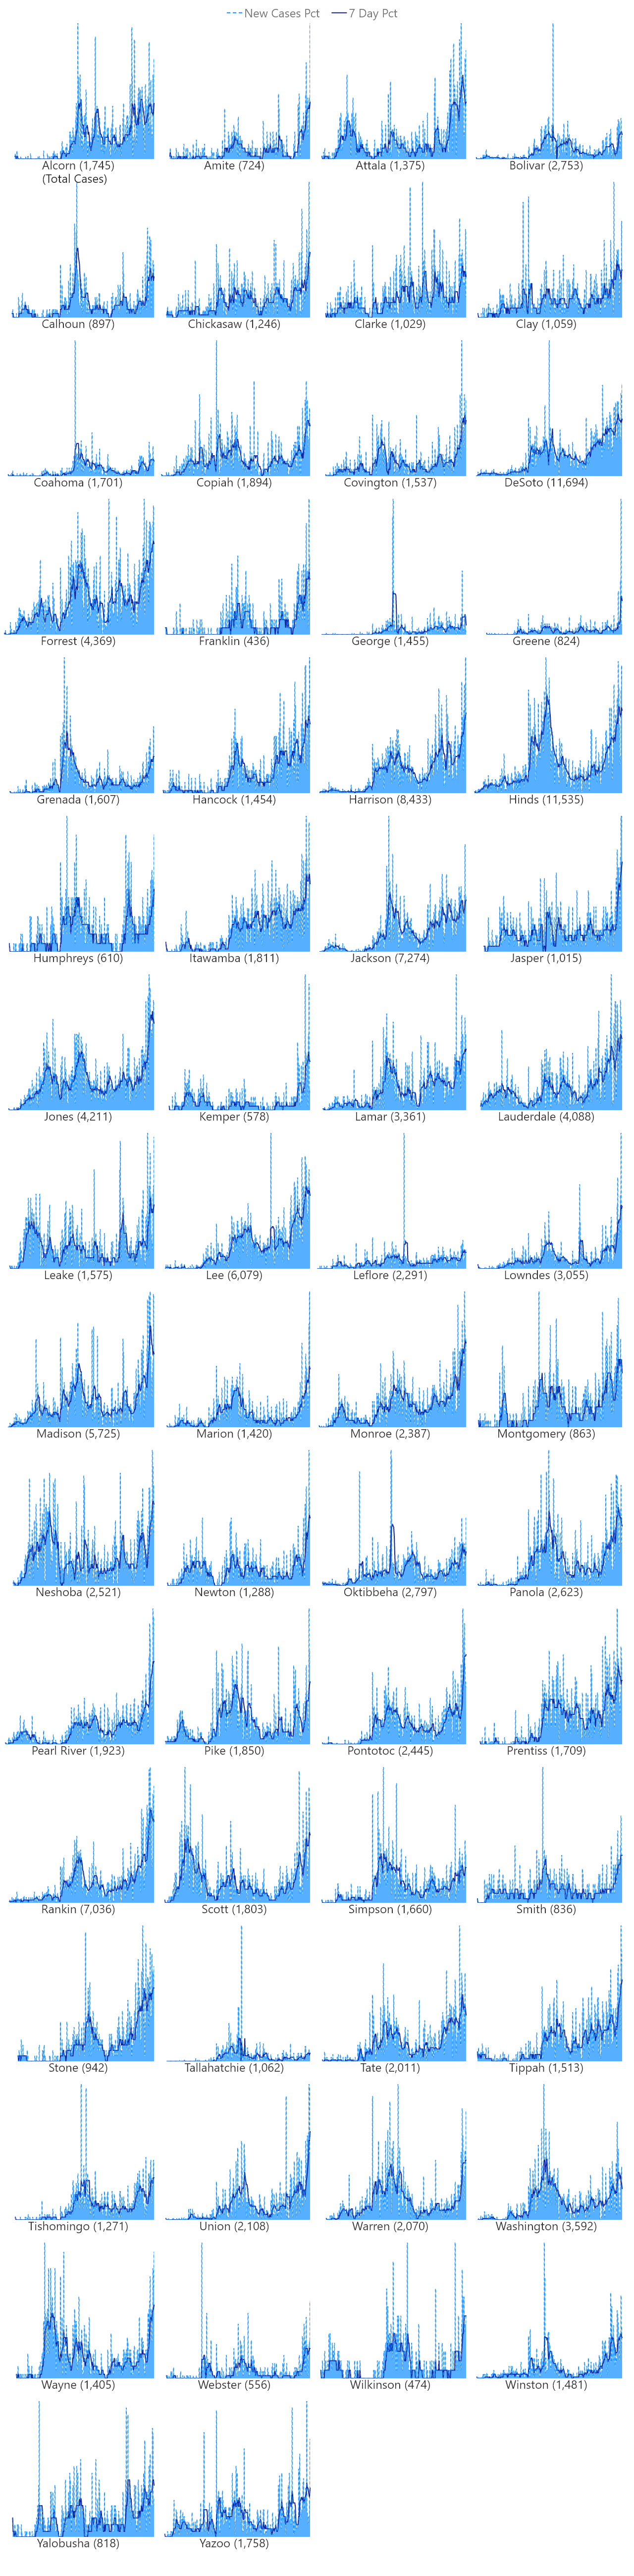 New Cases Pct 7 Day Pct
Alcorn (1,745) Amite (724) Attala (1,375) Bolivar (2,753)
(Total Cases)
Calhoun (897) Chickasaw (1,246) Clarke (1,029) Clay (1,059)
Coahoma (1,701) Copiah (1,894) Covington (1,537) DeSoto (11,694)
Forrest (4,369) Franklin (436) George (1,455) Greene (824)
Grenada (1,607) Hancock (1,454) Harrison (8,433) Hinds (11,535)
Humphreys (610) Itawamba (1,811) Jackson (7,274) Jasper (1,015)
Jones (4,211) Kemper (578) Lamar (3,361) Lauderdale (4,088)
Leake (1,575) Lee (6,079) Leflore (2,291) Lowndes (3,055)
Madison (5,725) Marion (1,420) Monroe (2,387) Montgomery (863)
Neshoba (2,521) Newton (1,288) Oktibbeha (2,797) Panola (2,623)
Pearl River (1,923) Pike (1,850) Pontotoc (2,445) Prentiss (1,709)
Rankin (7,036) Scott (1,803) Simpson (1,660) Smith (836)
Stone (942) Tallahatchie (1,062) Tate (2,011) Tippah (1,513)
Tishomingo (1,271) Union (2,108) Warren (2,070) Washington (3,592)
Wayne (1,405) Webster (556) Wilkinson (474) Winston (1,481)
Yalobusha (818) Yazoo (1,758)